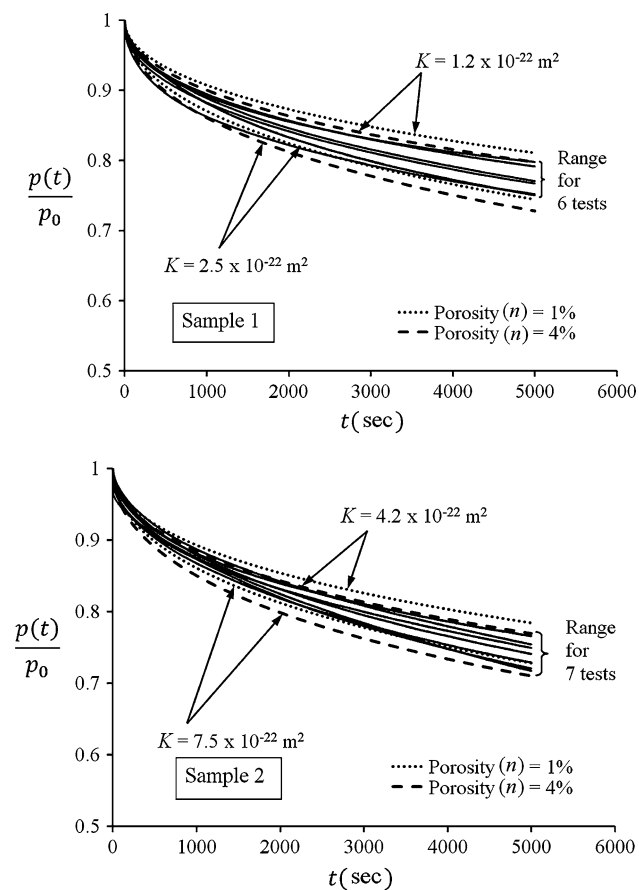 1
K = 1.2 x 10-22 m²
0.9
0.8
Range
for
6 tests
p(t)
p₀
0.7
K = 2.5 x 10-22 m²
0.6
Sample 1
Porosity (n) = 1%
Porosity (n) = 4%
0.5
0 1000 2000 3000 4000 5000 6000
t(sec)
1
K = 4.2 x 10-22 m²
0.9
0.8
Range
for
7 tests
p(t)
p₀
0.7
K = 7.5 x 10-22 m²
0.6
Sample 2
Porosity (n) = 1%
Porosity (n) = 4%
0.5
0 1000 2000 3000 4000 5000 6000
t(sec)